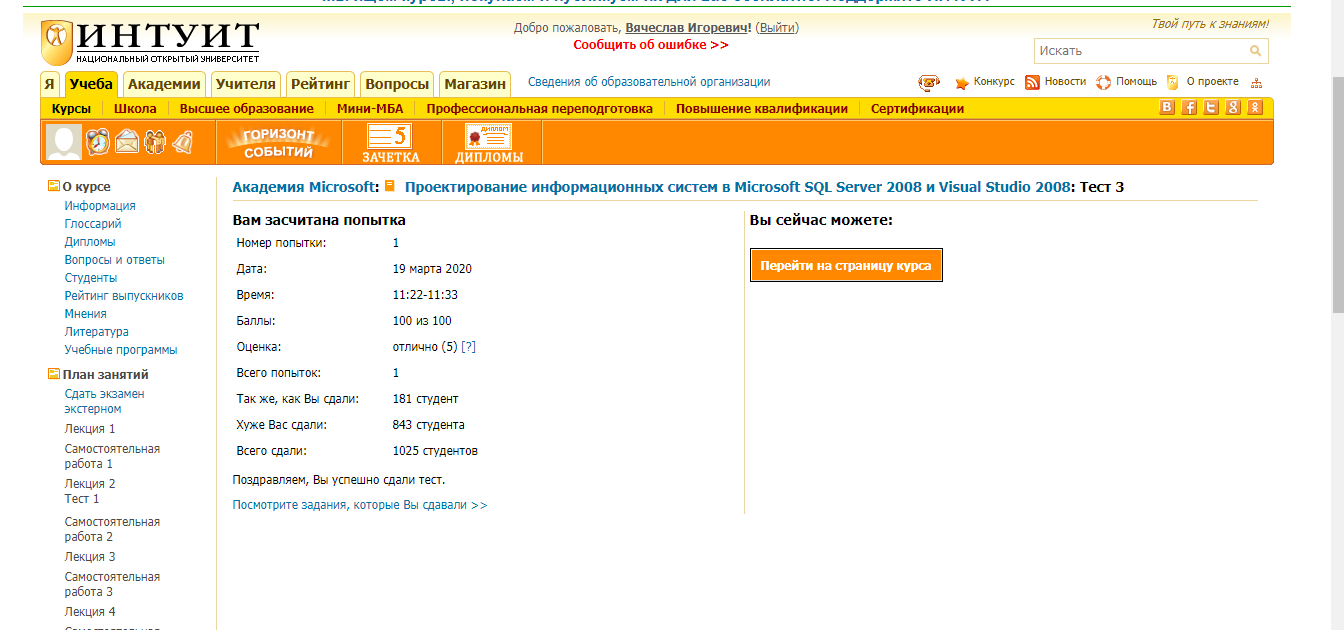 ИНТУИТ
НАЦИОНАЛЬНЫЙ ОТКРЫТЫЙ УНИВЕРСИТЕТ
Добро пожаловать, Вячеслав Игоревич! (Выйти)
Сообщить об ошибке >>
Твой путь к знаниям!
Искать
Я Учеба Академии Учителя Рейтинг Вопросы Магазин Сведения об образовательной организации Конкурс Новости Помощь О проекте
Курсы Школа Высшее образование Мини-МБА Профессиональная переподготовка Повышение квалификации Сертификации
ГОРИЗОНТ СОБЫТИЙ
5 ЗАЧЕТКА
ДИПЛОМ ДИПЛОМЫ
О курсе
Информация
Глоссарий
Дипломы
Вопросы и ответы
Студенты
Рейтинг выпускников
Мнения
Литература
Учебные программы
План занятий
Сдать экзамен
экстерном
Лекция 1
Самостоятельная
работа 1
Лекция 2
Тест 1
Самостоятельная
работа 2
Лекция 3
Самостоятельная
работа 3
Лекция 4
Академия Microsoft: Проектирование информационных систем в Microsoft SQL Server 2008 и Visual Studio 2008: Тест 3
Вам засчитана попытка
Номер попытки: 1
Дата: 19 марта 2020
Время: 11:22-11:33
Баллы: 100 из 100
Оценка: отлично (5) [?]
Всего попыток: 1
Так же, как Вы сдали: 181 студент
Хуже Вас сдали: 843 студента
Всего сдали: 1025 студентов
Поздравляем, Вы успешно сдали тест.
Посмотрите задания, которые Вы сдавали >>
Вы сейчас можете:
Перейти на страницу курса